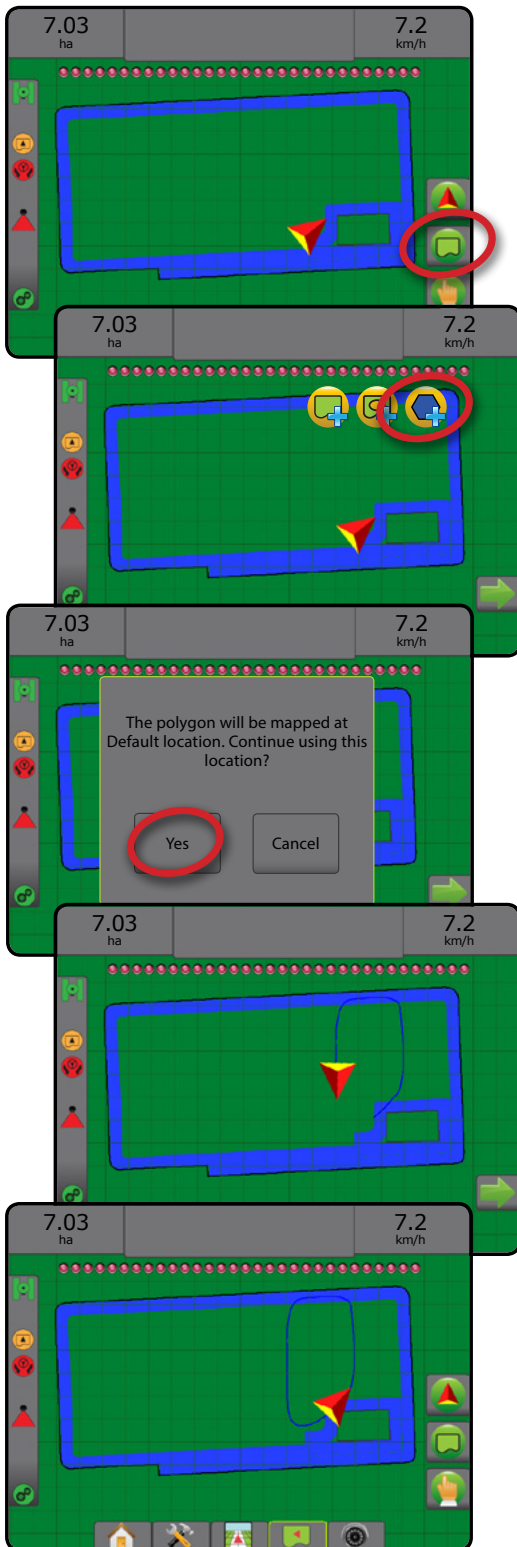 7.03 7.2
ha km/h
7.03 7.2
ha km/h
7.03 7.2
ha km/h
The polygon will be mapped at
Default location. Continue using this
location?
Yes Cancel
7.03 7.2
ha km/h
7.03 7.2
ha km/h